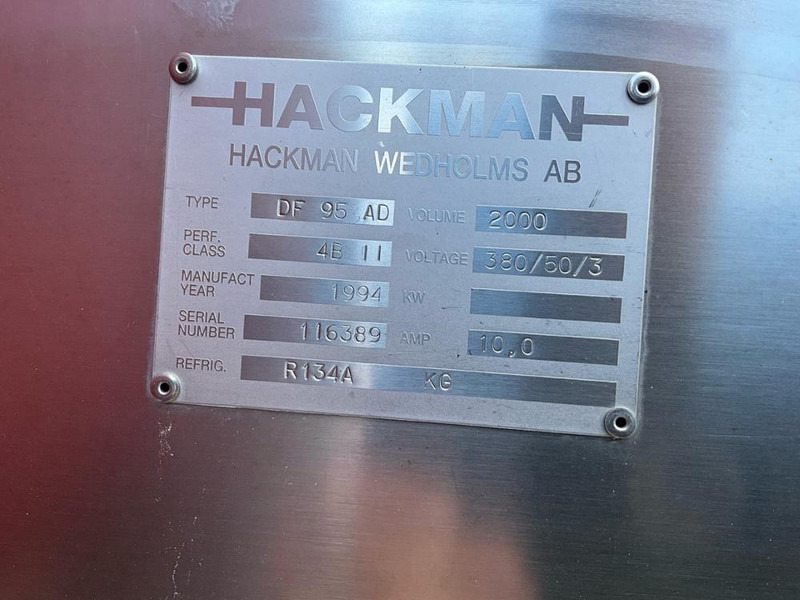 HACKMAN
HACKMAN WEDHOLMS AB
TYPE DF 95 AD VOLUME 2000
PERF. CLASS 4B II VOLTAGE 380/50/3
MANUFACT YEAR 1994 KW
SERIAL NUMBER 116389 AMP 10,0
REFRIG. R134A KG